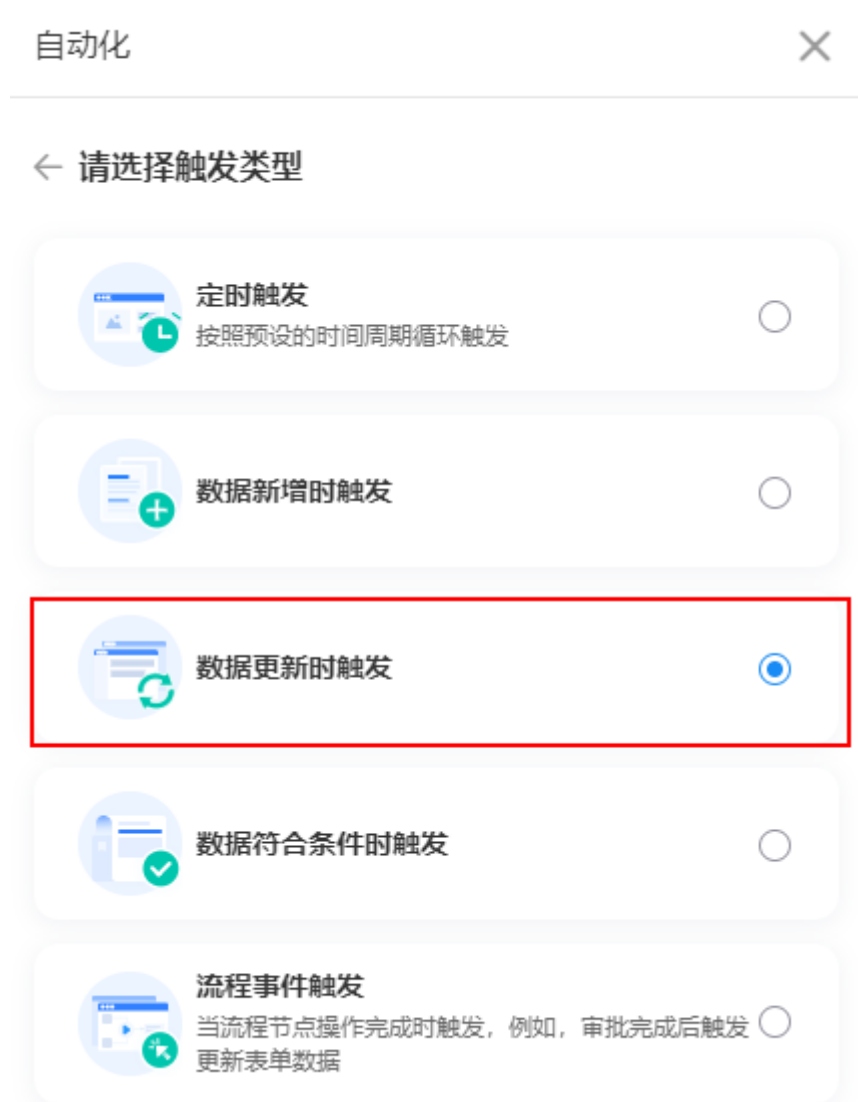 自动化
请选择触发类型
定时触发
按照预设的时间周期循环触发
数据新增时触发
数据更新时触发
数据符合条件时触发
流程事件触发
当流程节点操作完成时触发，例如，审批完成后触发
更新表单数据